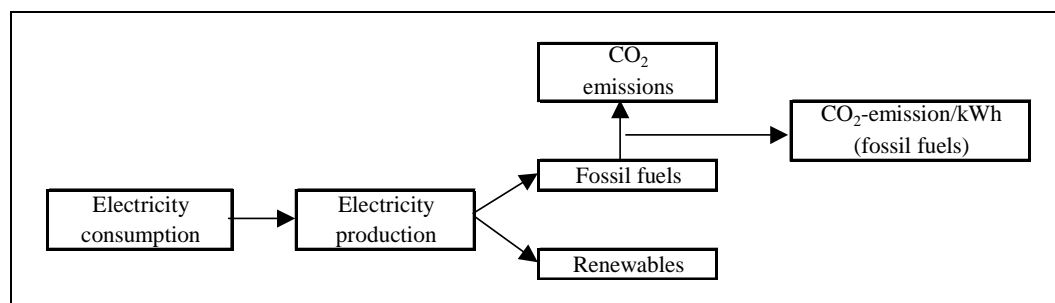 CO₂
emissions
CO₂-emission/kWh
(fossil fuels)
Fossil fuels
Electricity
consumption
Electricity
production
Renewables